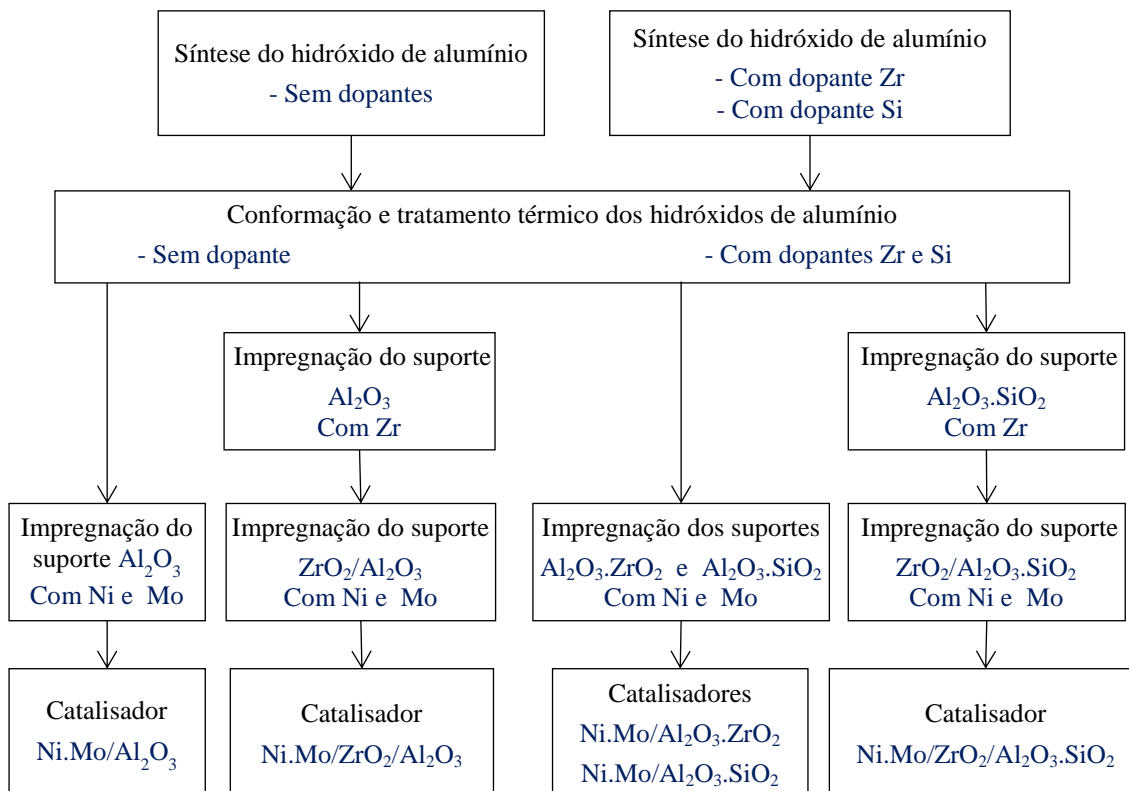 Síntese do hidróxido de alumínio
- Sem dopantes
Síntese do hidróxido de alumínio
- Com dopante Zr
- Com dopante Si
Conformação e tratamento térmico dos hidróxidos de alumínio
- Sem dopante
- Com dopantes Zr e Si
Impregnação do suporte
Al₂O₃
Com Zr
Impregnação do suporte
Al₂O₃.SiO₂
Com Zr
Impregnação do
suporte Al₂O₃
Com Ni e Mo
Impregnação do suporte
ZrO₂/Al₂O₃
Com Ni e Mo
Impregnação dos suportes
Al₂O₃.ZrO₂ e Al₂O₃.SiO₂
Com Ni e Mo
Impregnação do suporte
ZrO₂/Al₂O₃.SiO₂
Com Ni e Mo
Catalisador
Ni.Mo/Al₂O₃
Catalisador
Ni.Mo/ZrO₂/Al₂O₃
Catalisadores
Ni.Mo/Al₂O₃.ZrO₂
Ni.Mo/Al₂O₃.SiO₂
Catalisador
Ni.Mo/ZrO₂/Al₂O₃.SiO₂